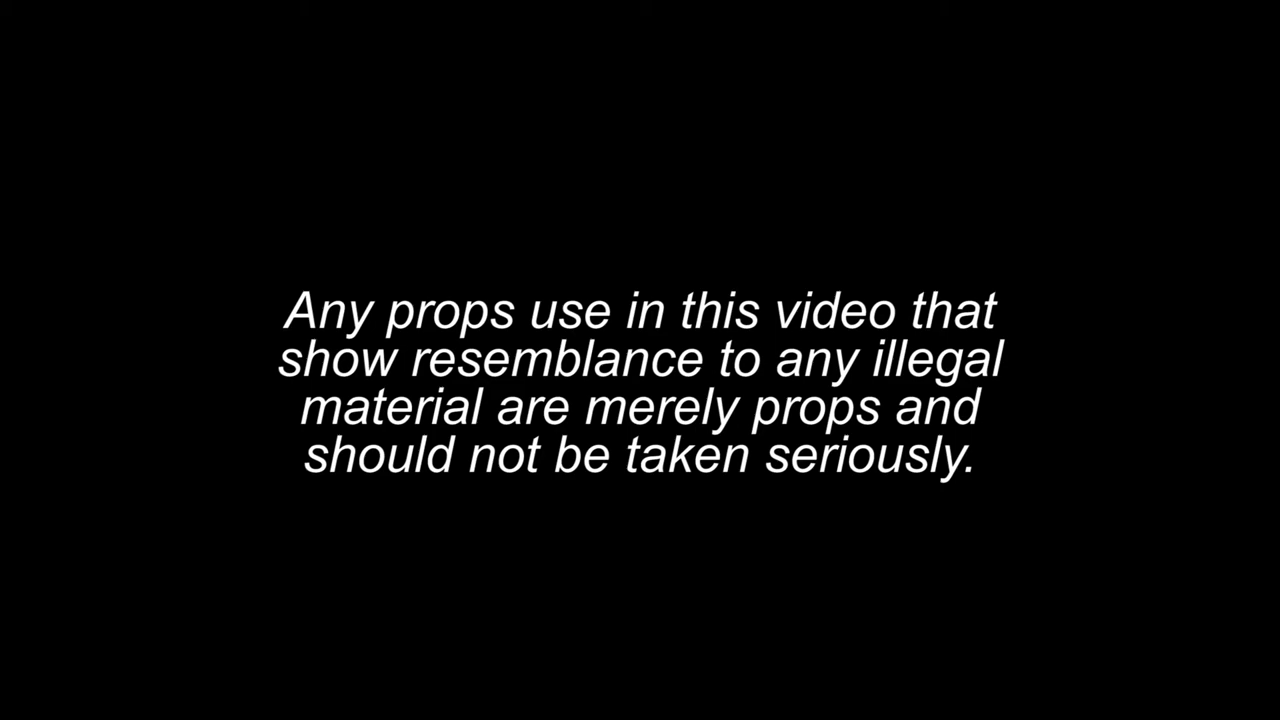 Any props use in this video that
show resemblance to any illegal
material are merely props and
should not be taken seriously.